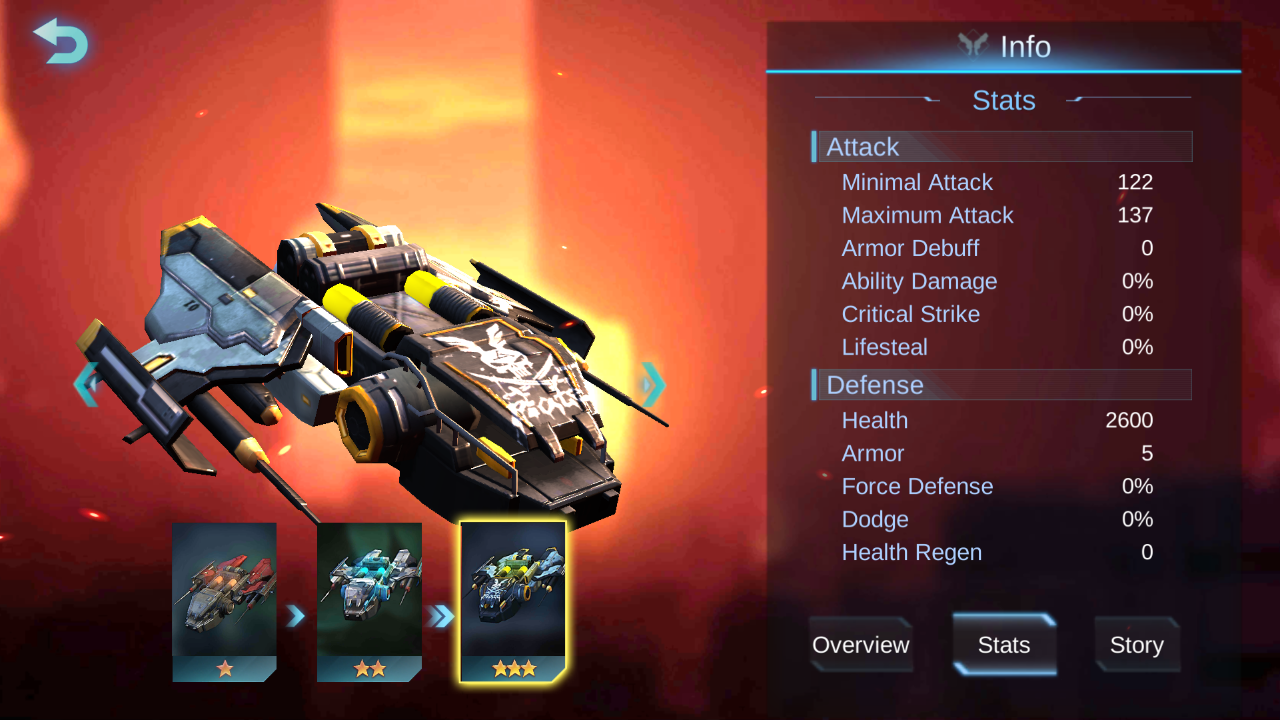 Info
Stats
Attack
Minimal Attack 122
Maximum Attack 137
Armor Debuff 0
Ability Damage 0%
Critical Strike 0%
Lifesteal 0%
Defense
Health 2600
Armor 5
Force Defense 0%
Dodge 0%
Health Regen 0
Overview Stats Story